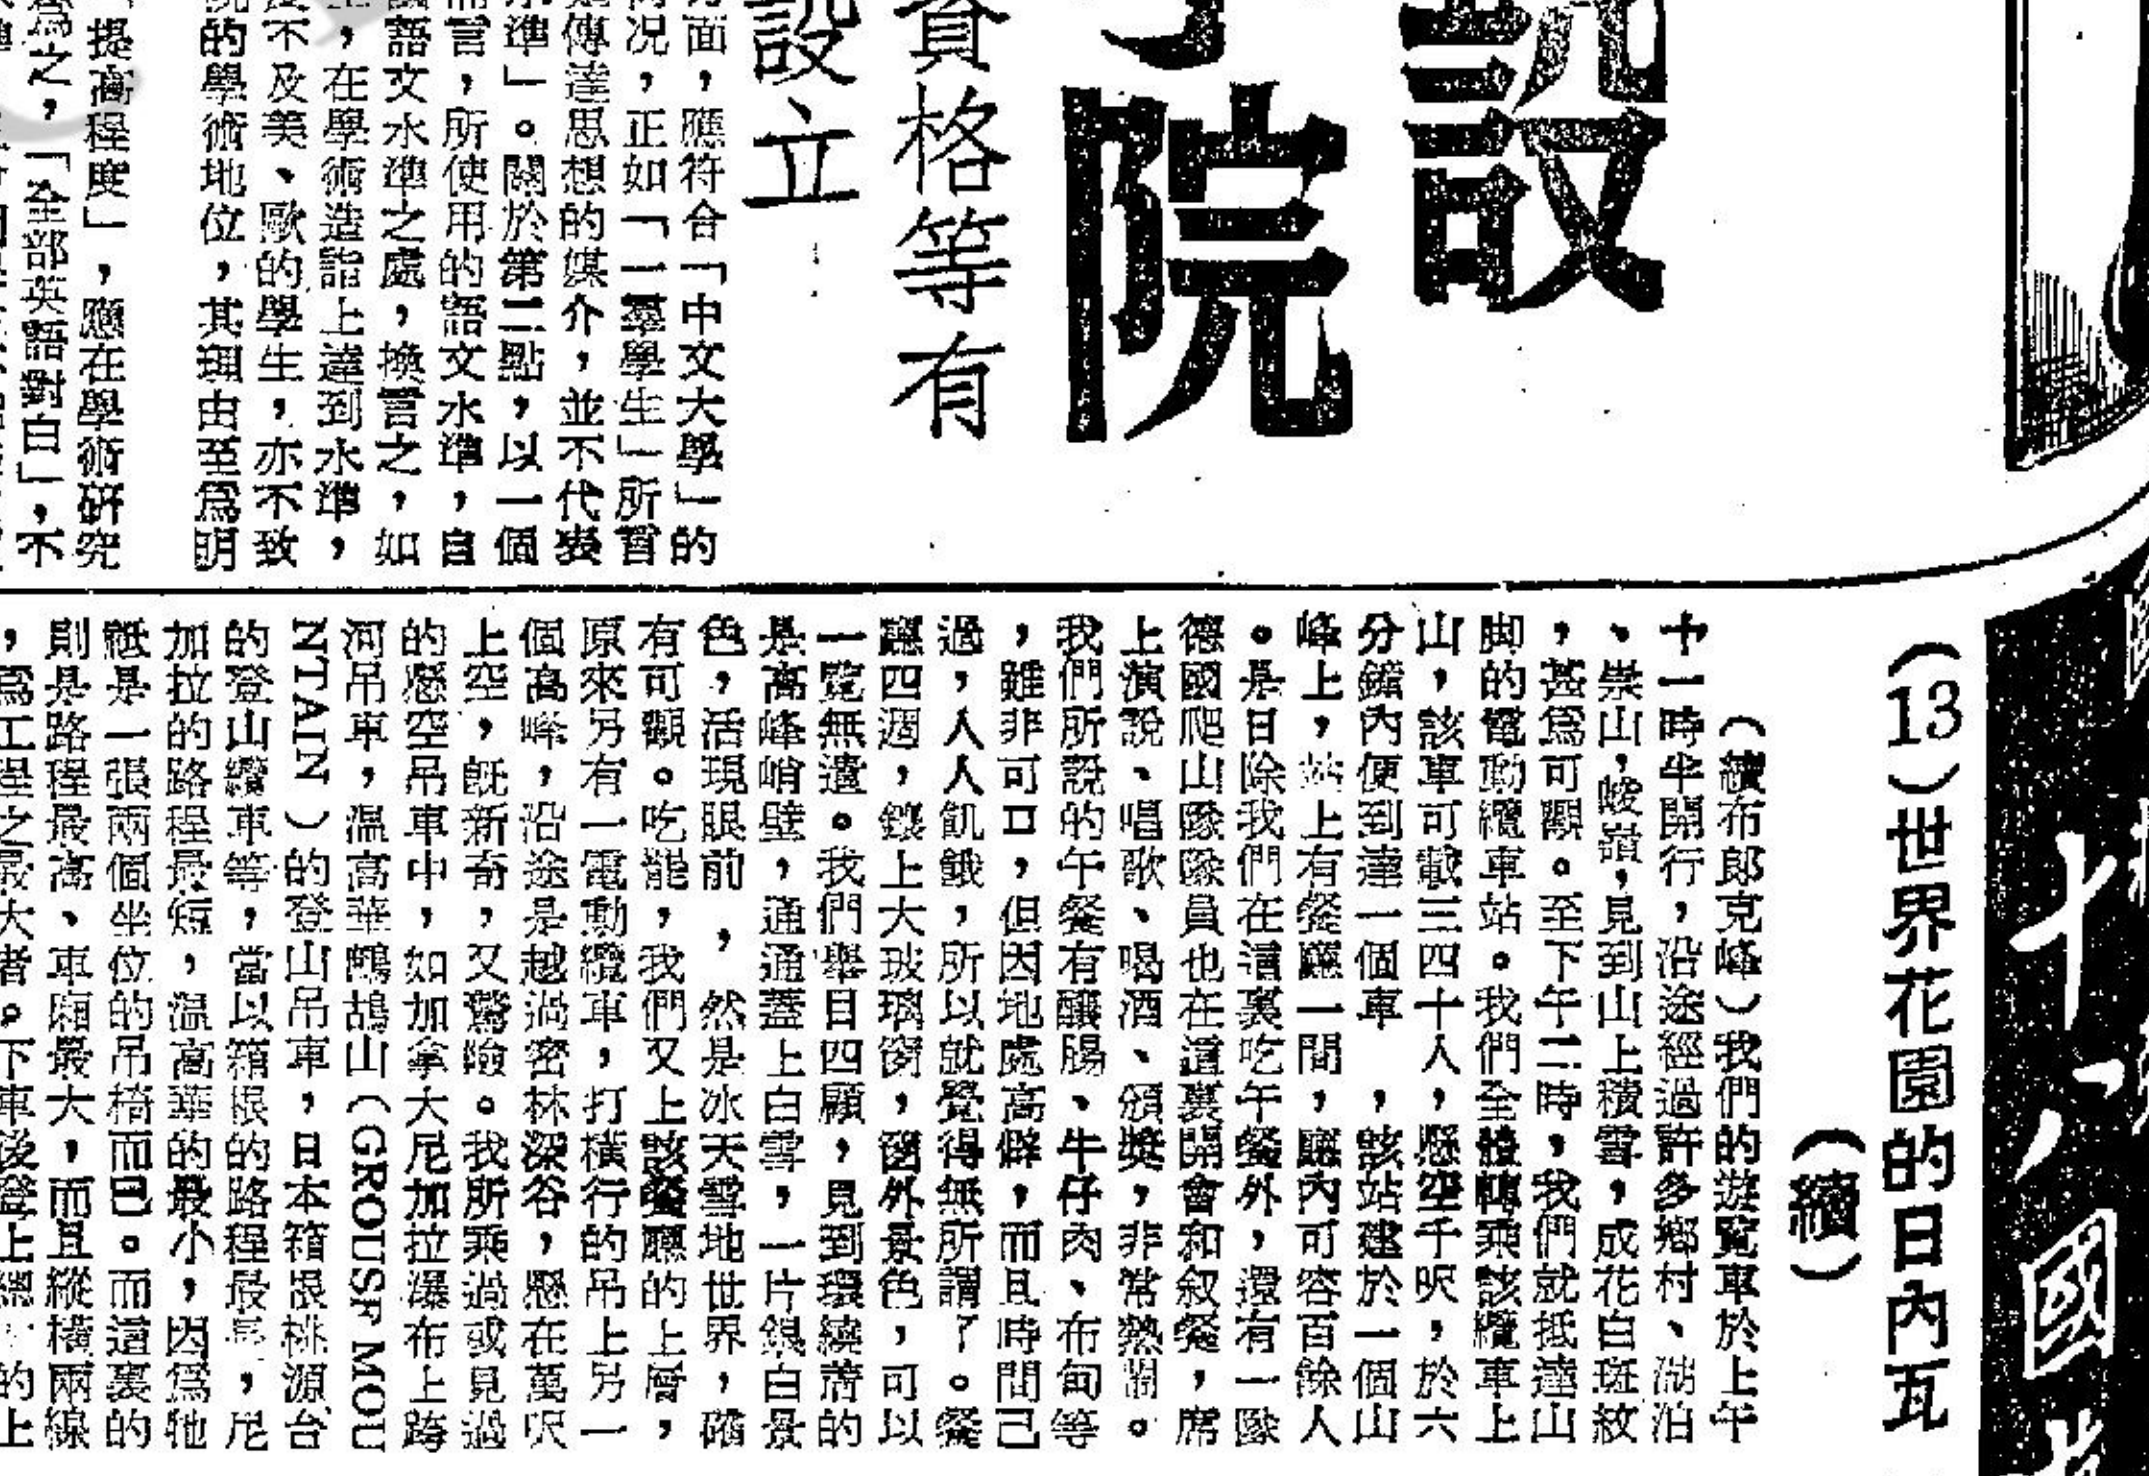 設
院
資格等有
設立
方面，應符合「中文大學」的
情况，正如「一羣學生」所習
是傳達思想的媒介，並不代表
水準」。關於第二點，以一個
而言，所使用的語文水準，自
國語文水準之處，換言之，如
，在學術造詣上達到水準，
不及美、歐的學生，亦不致
院的學術地位，其理由至爲明
「提高程度」，應在學術研究
爲之，「全部英語對白」，不
十八國
（13）世界花園的日內瓦
（續）
（續布郎克峰）我們的遊覽車於上午
十一時半開行，沿途經過許多鄉村、湖泊
、崇山，峻嶺，見到山上積雪，成花白斑紋
，甚爲可觀。至下午二時，我們就抵達山
脚的電動纜車站。我們全體轉乘該纜車上
山，該車可載三四十人，懸空千呎，於六
分鐘內便到達一個車，該站建於一個山
峰上，站上有餐廳一間，廳內可容百餘人
。是日除我們在這裏吃午餐外，還有一隊
德國爬山隊隊員也在這裏開會和叙餐，席
上演說、唱歌、喝酒、頒獎，非常熱鬧。
我們所說的午餐有釀腸、牛仔肉、布甸等
，雖非可口，但因地處高僻，而且時間已
過，人人飢餓，所以就覺得無所謂了。餐
廳四週，鑲上大玻璃窗，窗外景色，可以
一覽無遺。我們舉目四顧，見到環繞着的
是高峰峭壁，通通蓋上白雪，一片銀白景
色，活現眼前，然是冰天雪地世界，確
有可觀。吃罷，我們又上該餐廳的上層，
原來另有一電動纜車，打橫行的吊上另一
個高峰，沿途是越過密林深谷，懸在萬呎
上空，旣新奇，又驚險。我所乘過或見過
的懸空吊車中，如加拿大尼加拉瀑布上跨
河吊車，溫高華鷓鴣山（GROUSF MOU
NTAIN）的登山吊車，日本箱根桃源台
的登山纜車等，當以箱根的路程最長，尼
加拉的路程最短，溫高華的最小，因爲牠
紙是一張兩個坐位的吊椅而已。而這裏的
則是路程最高、車廂最大，而且縱橫兩線
，爲工程之最大者。下車後登上纜的上